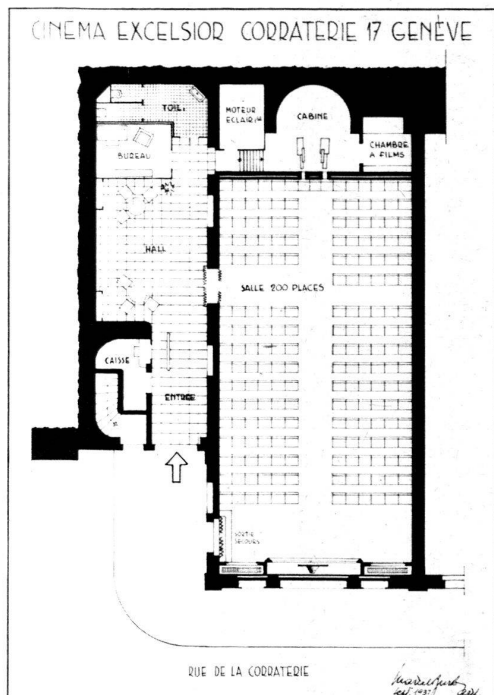 CINEMA EXCELSIOR CORRATERIE 17 GENÈVE
TOIL.
MOTEUR
CABINE
BUREAU
CHAMBRE
A FILMS
HALL
SALLE 200 PLACES
CAISSE
ENTRÉE
SORTIE
SECOURS
RUE DE LA CORRATERIE